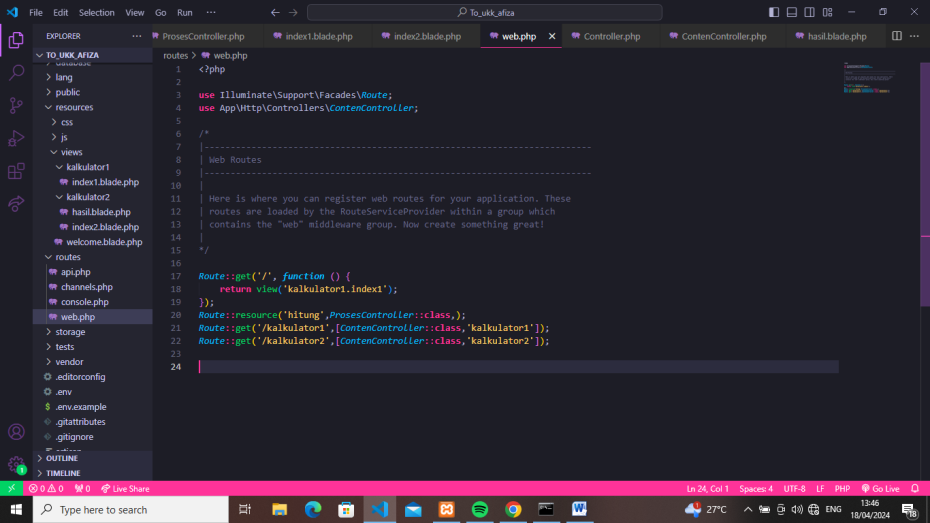 File Edit Selection View Go Run ···
To_ukk_afiza
EXPLORER ···
ProsesController.php index1.blade.php index2.blade.php web.php Controller.php ContenController.php hasil.blade.php ···
TO_UKK_AFIZA
database
lang
public
resources
css
js
views
kalkulator1
index1.blade.php
kalkulator2
hasil.blade.php
index2.blade.php
welcome.blade.php
routes
api.php
channels.php
console.php
web.php
storage
tests
vendor
.editorconfig
.env
.env.example
.gitattributes
.gitignore
artisan
OUTLINE
TIMELINE
routes > web.php
1 <?php
2
3 use Illuminate\Support\Facades\Route;
4 use App\Http\Controllers\ContenController;
5
6 /*
7 |--------------------------------------------------------------------------
8 | Web Routes
9 |--------------------------------------------------------------------------
10 |
11 | Here is where you can register web routes for your application. These
12 | routes are loaded by the RouteServiceProvider within a group which
13 | contains the "web" middleware group. Now create something great!
14 |
15 */
16
17 Route::get('/', function () {
18 return view('kalkulator1.index1');
19 });
20 Route::resource('hitung',ProsesController::class,);
21 Route::get('/kalkulator1',[ContenController::class,'kalkulator1']);
22 Route::get('/kalkulator2',[ContenController::class,'kalkulator2']);
23
24
1
0 0 0 Live Share Ln 24, Col 1 Spaces: 4 UTF-8 LF PHP Go Live
Type here to search
27°C ENG 13:46
18/04/2024
18